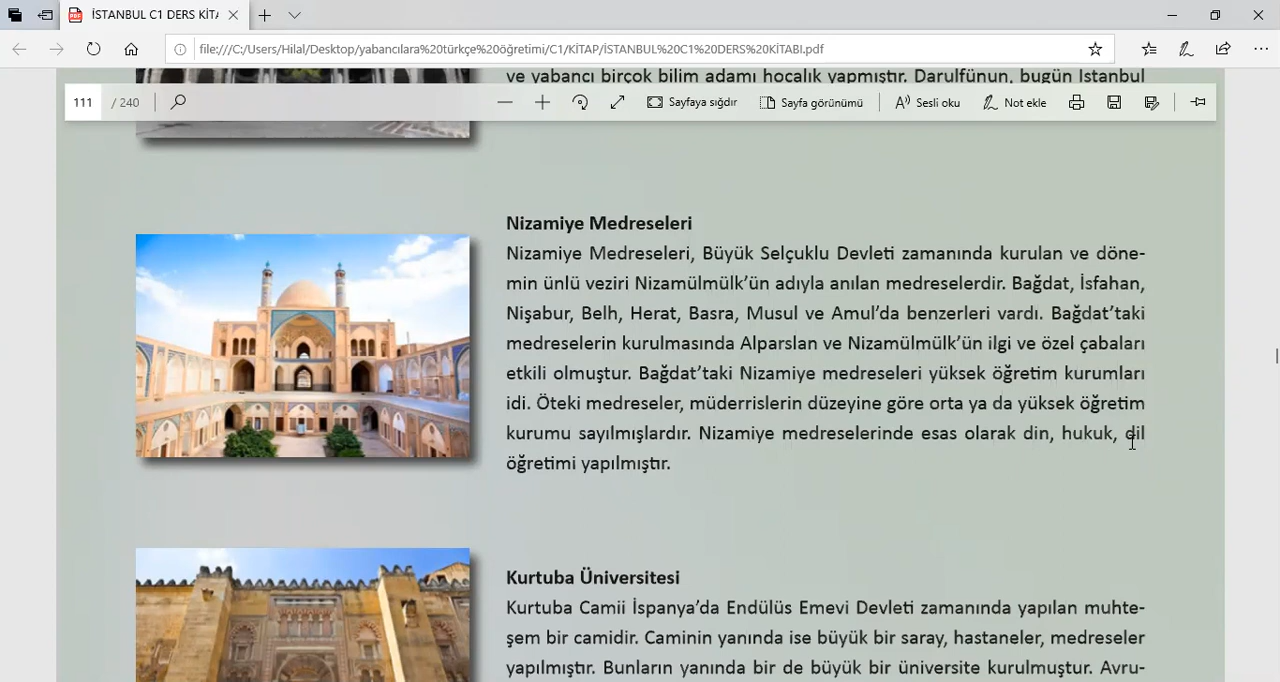 İSTANBUL C1 DERS KİTA
file:///C:/Users/Hilal/Desktop/yabancılara%20türkçe%20öğretimi/C1/KİTAP/İSTANBUL%20C1%20DERS%20KİTABI.pdf
ve yabancı birçok bilim adamı hocalık yapmıştır. Darulfünun, bugün İstanbul
111 / 240 Sayfaya sığdır Sayfa görünümü Sesli oku Not ekle
Nizamiye Medreseleri
Nizamiye Medreseleri, Büyük Selçuklu Devleti zamanında kurulan ve döne-
min ünlü veziri Nizamülmülk’ün adıyla anılan medreselerdir. Bağdat, İsfahan,
Nişabur, Belh, Herat, Basra, Musul ve Amul’da benzerleri vardı. Bağdat’taki
medreselerin kurulmasında Alparslan ve Nizamülmülk’ün ilgi ve özel çabaları
etkili olmuştur. Bağdat’taki Nizamiye medreseleri yüksek öğretim kurumları
idi. Öteki medreseler, müderrislerin düzeyine göre orta ya da yüksek öğretim
kurumu sayılmışlardır. Nizamiye medreselerinde esas olarak din, hukuk, dil
öğretimi yapılmıştır.
Kurtuba Üniversitesi
Kurtuba Camii İspanya’da Endülüs Emevi Devleti zamanında yapılan muhte-
şem bir camidir. Caminin yanında ise büyük bir saray, hastaneler, medreseler
yapılmıştır. Bunların yanında bir de büyük bir üniversite kurulmuştur. Avru-